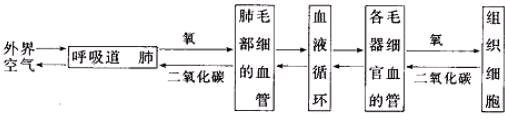 外界
空气
呼吸道 肺
氧
二氧化碳
肺部的
毛细血管
血液循环
各器官的
毛细血管
氧
二氧化碳
组织细胞